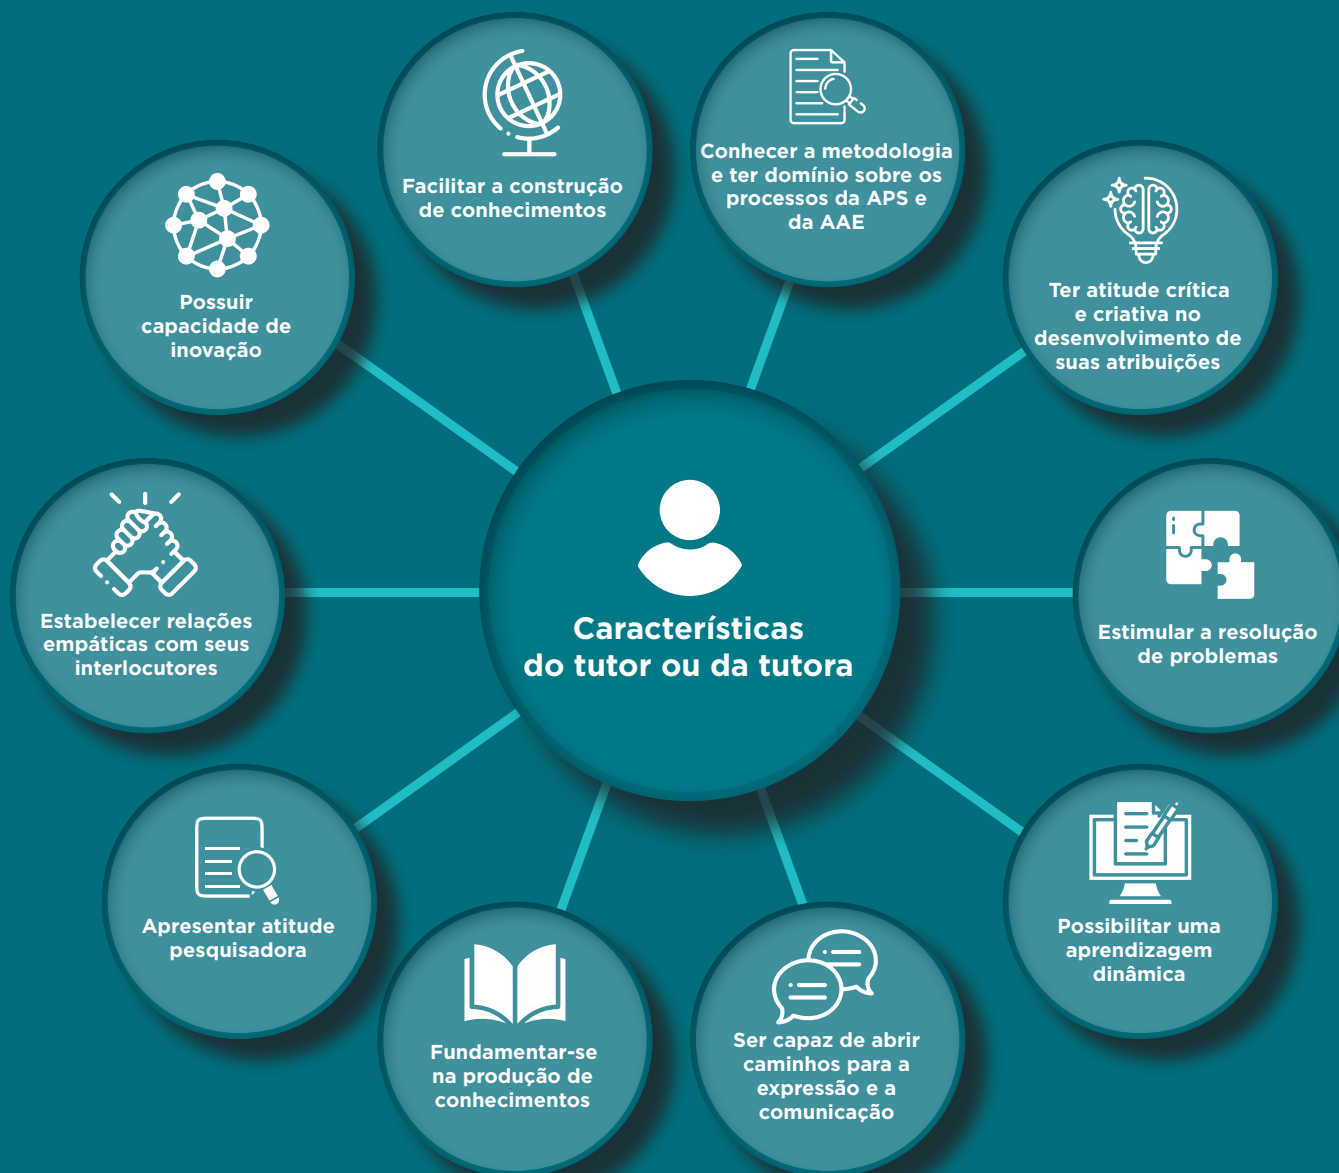 Facilitar a construção
de conhecimentos
Conhecer a metodologia
e ter domínio sobre os
processos da APS e
da AAE
Possuir
capacidade de
inovação
Ter atitude crítica
e criativa no
desenvolvimento de
suas atribuições
Estabelecer relações
empáticas com seus
interlocutores
Características
do tutor ou da tutora
Estimular a resolução
de problemas
Apresentar atitude
pesquisadora
Possibilitar uma
aprendizagem
dinâmica
Fundamentar-se
na produção de
conhecimentos
Ser capaz de abrir
caminhos para a
expressão e a
comunicação